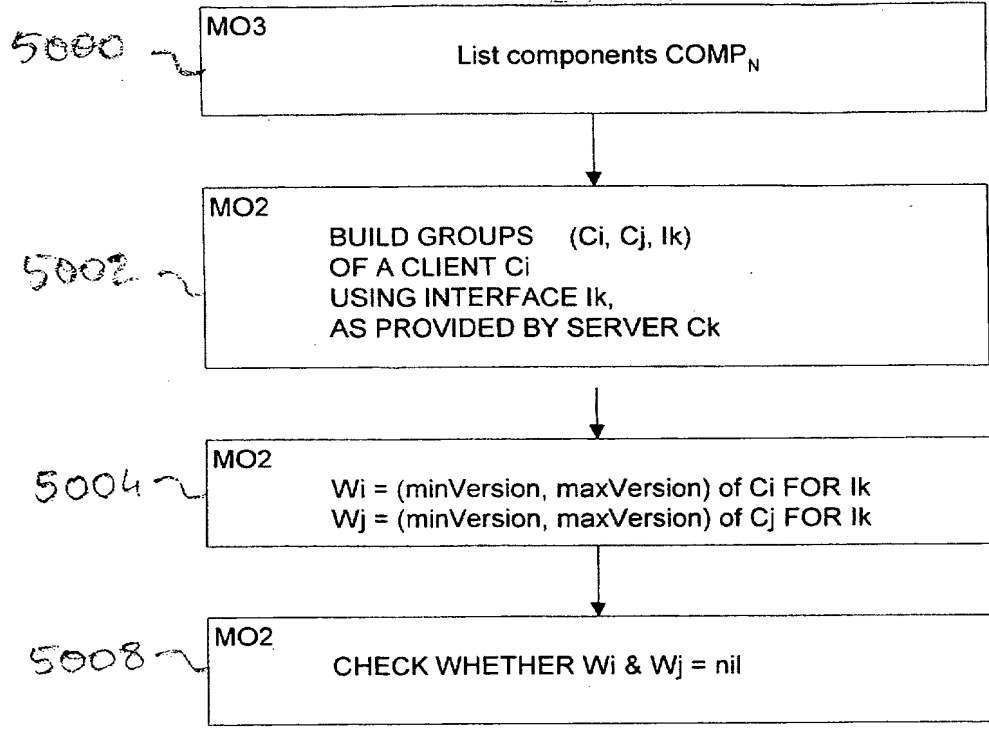 5000
MO3
List components COMP_N
5002
MO2
BUILD GROUPS (Ci, Cj, Ik)
OF A CLIENT Ci
USING INTERFACE Ik,
AS PROVIDED BY SERVER Ck
5004
MO2
Wi = (minVersion, maxVersion) of Ci FOR Ik
Wj = (minVersion, maxVersion) of Cj FOR Ik
5008
MO2
CHECK WHETHER Wi & Wj = nil